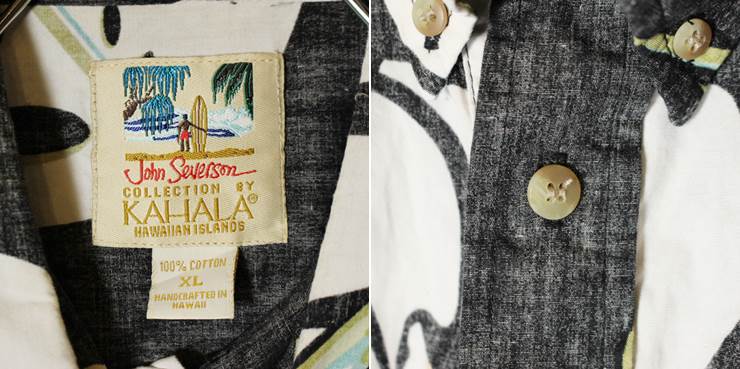 John Severson
COLLECTION BY
KAHALA®
HAWAIIAN ISLANDS
100% COTTON
XL
HANDCRAFTED IN
HAWAII